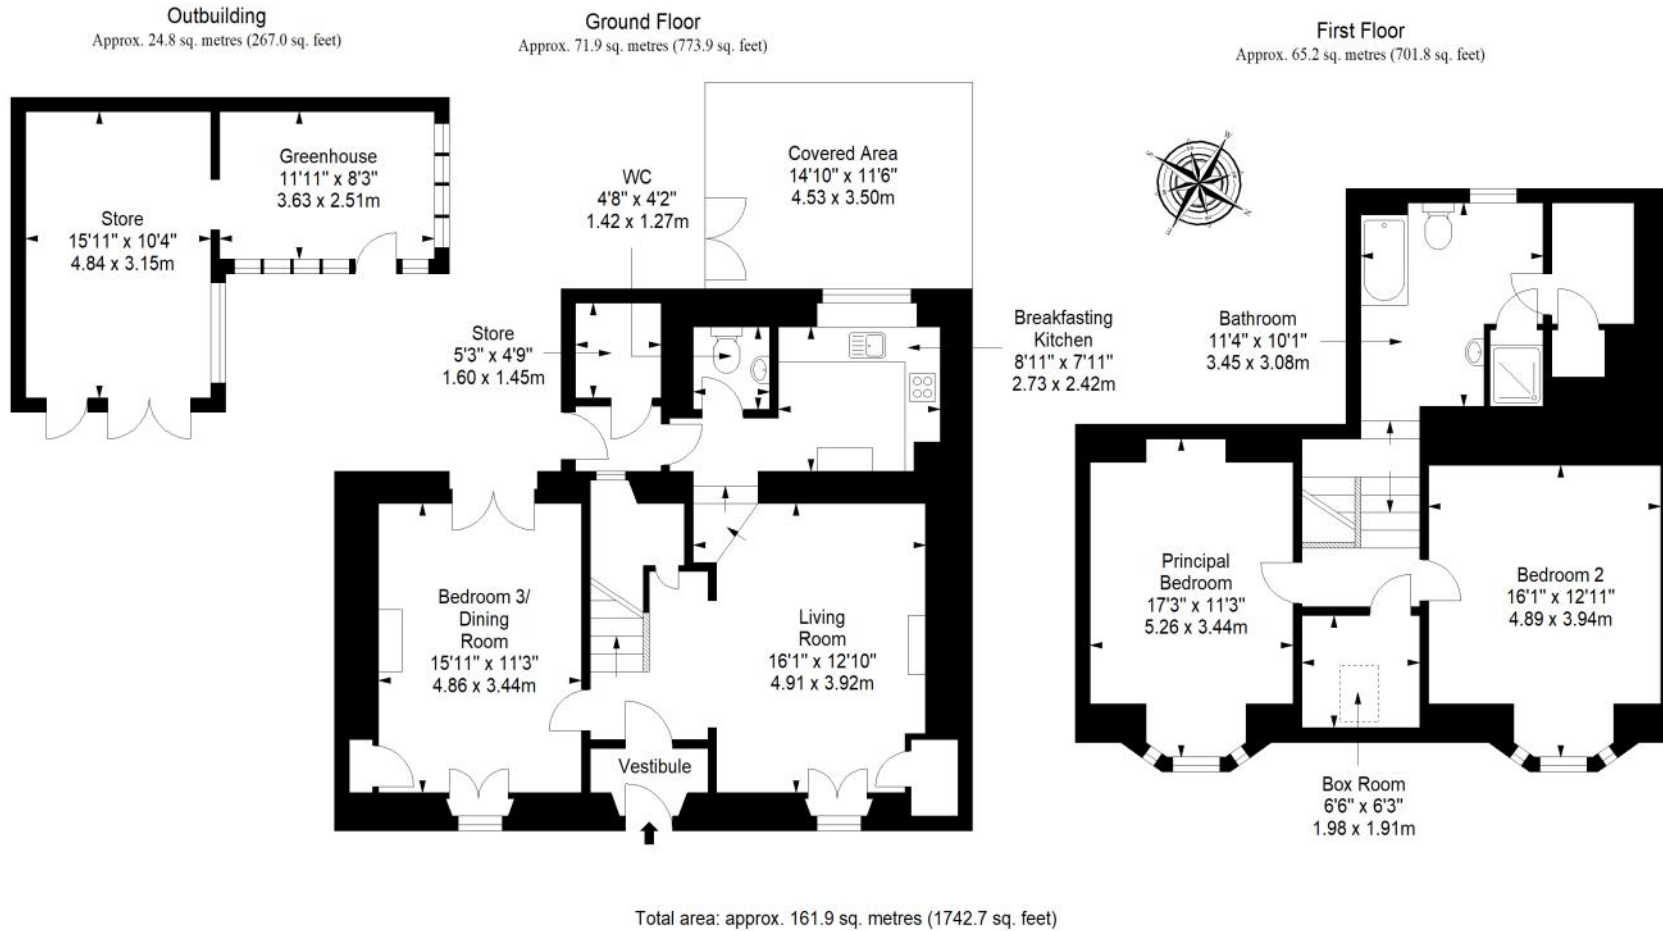 Outbuilding
Approx. 24.8 sq. metres (267.0 sq. feet)
Ground Floor
Approx. 71.9 sq. metres (773.9 sq. feet)
First Floor
Approx. 65.2 sq. metres (701.8 sq. feet)
Store
15'11" x 10'4"
4.84 x 3.15m
Greenhouse
11'11" x 8'3"
3.63 x 2.51m
WC
4'8" x 4'2"
1.42 x 1.27m
Covered Area
14'10" x 11'6"
4.53 x 3.50m
Store
5'3" x 4'9"
1.60 x 1.45m
Breakfasting
Kitchen
8'11" x 7'11"
2.73 x 2.42m
Bedroom 3/
Dining
Room
15'11" x 11'3"
4.86 x 3.44m
Living
Room
16'1" x 12'10"
4.91 x 3.92m
Vestibule
W
N
Bathroom
11'4" x 10'1"
3.45 x 3.08m
Principal
Bedroom
17'3" x 11'3"
5.26 x 3.44m
Bedroom 2
16'1" x 12'11"
4.89 x 3.94m
Box Room
6'6" x 6'3"
1.98 x 1.91m
Total area: approx. 161.9 sq. metres (1742.7 sq. feet)